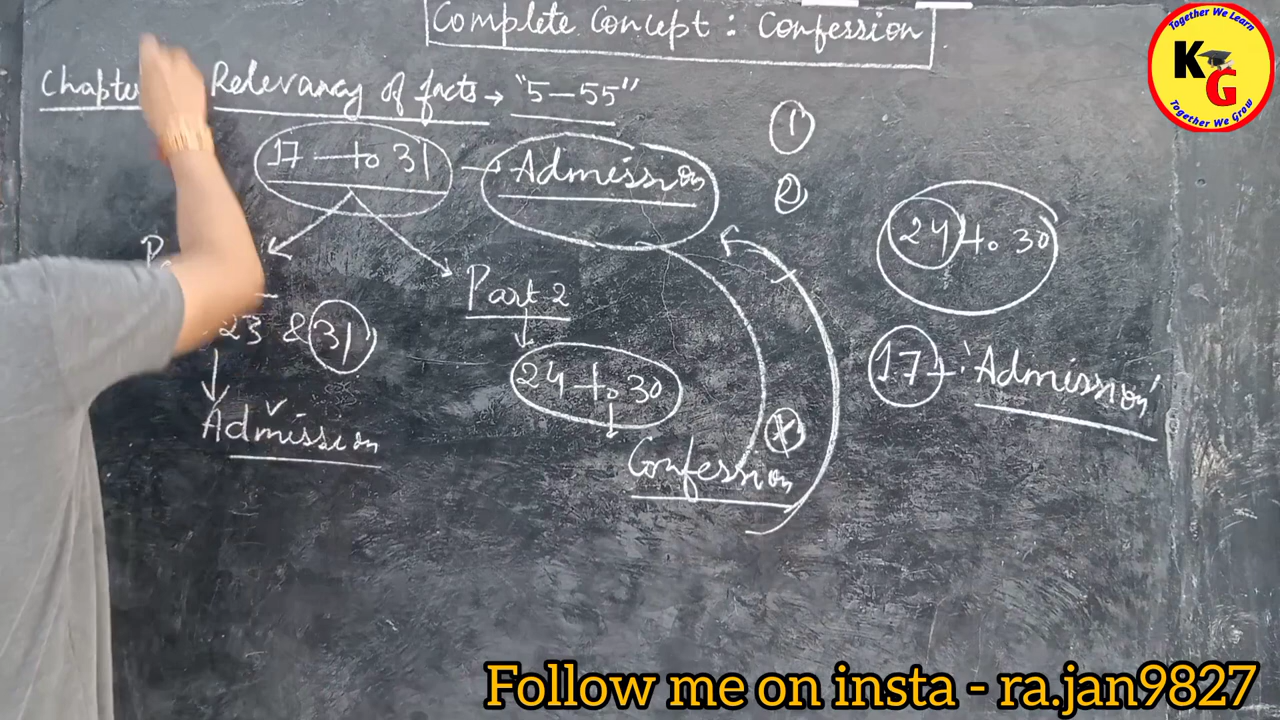 Complete Concept : Confession
Chapte Relevancy of facts → "5-55"
17 — to 31 → Admission
1
2
24 to 30
Part 2
23 & 31
24 to 30
17 → 'Admission'
Admission
Confession
Together We Learn
KG
Together We Grow
Follow me on insta - ra.jan9827